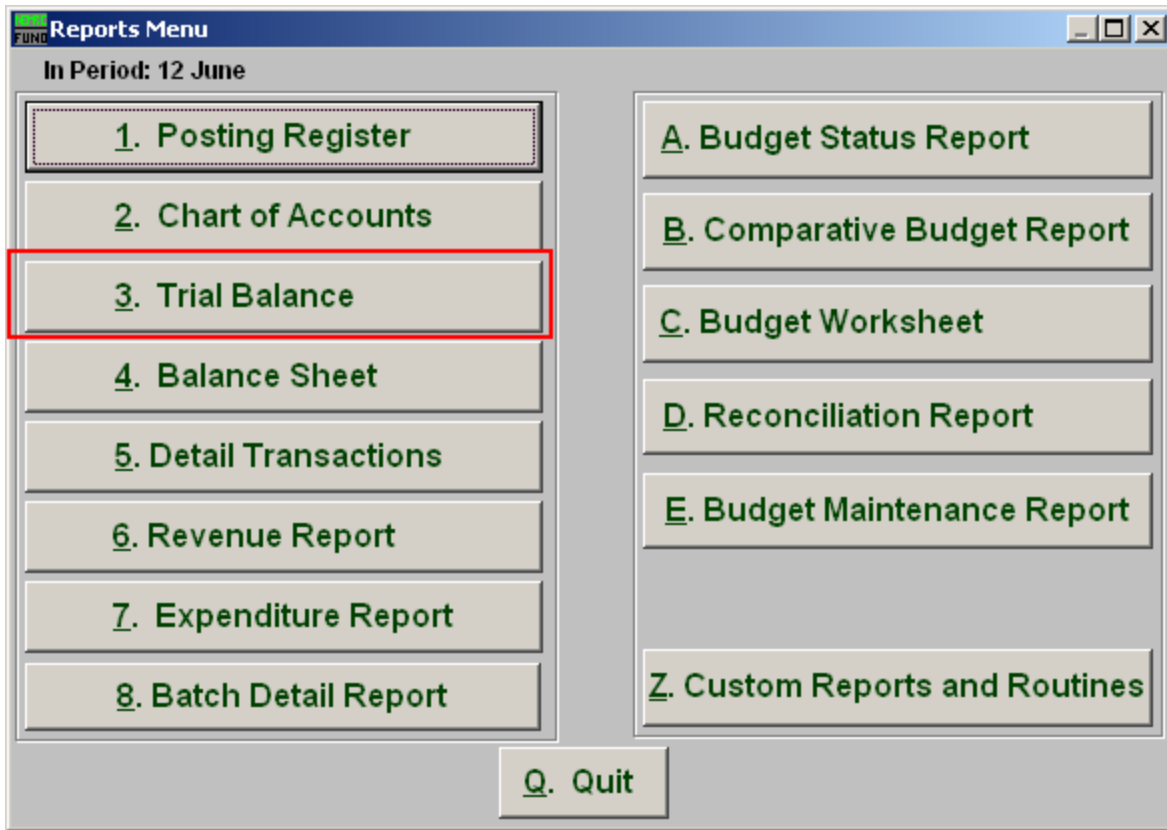 NEMRC
FUND
Reports Menu
In Period: 12 June
1. Posting Register
2. Chart of Accounts
3. Trial Balance
4. Balance Sheet
5. Detail Transactions
6. Revenue Report
7. Expenditure Report
8. Batch Detail Report
A. Budget Status Report
B. Comparative Budget Report
C. Budget Worksheet
D. Reconciliation Report
E. Budget Maintenance Report
Z. Custom Reports and Routines
Q. Quit